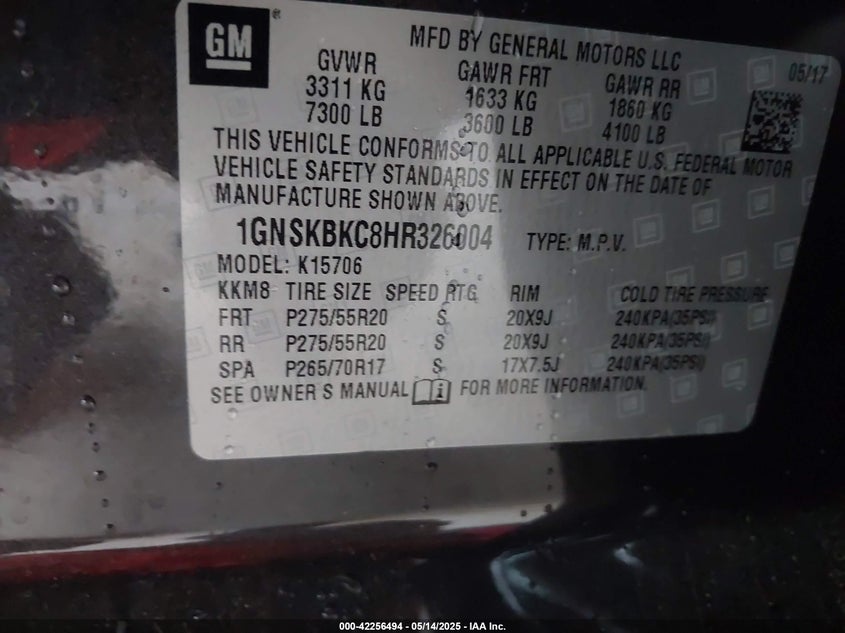 GM
MFD BY GENERAL MOTORS LLC
05/17
GVWR GAWR FRT GAWR RR
3311 KG 1633 KG 1860 KG
7300 LB 3600 LB 4100 LB
THIS VEHICLE CONFORMS TO ALL APPLICABLE U.S. FEDERAL MOTOR
VEHICLE SAFETY STANDARDS IN EFFECT ON THE DATE OF
MANUFACTURE SHOWN ABOVE.
1GNSKBKC8HR326004 TYPE: M.P.V.
MODEL: K15706
KKM8 TIRE SIZE SPEED RTG RIM COLD TIRE PRESSURE
FRT P275/55R20 S 20X9J 240KPA(35PSI)
RR P275/55R20 S 20X9J 240KPA(35PSI)
SPA P265/70R17 S 17X7.5J 240KPA(35PSI)
SEE OWNER S MANUAL FOR MORE INFORMATION.
000-42256494 - 05/14/2025 - IAA Inc.